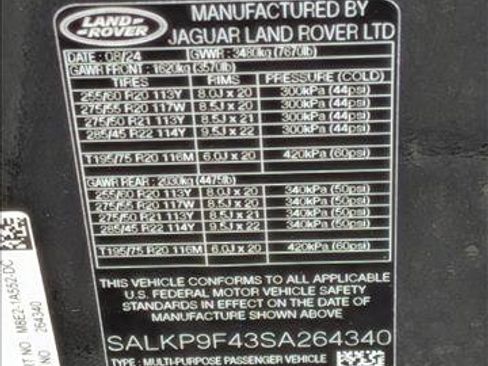 LAND ROVER
MANUFACTURED BY
JAGUAR LAND ROVER LTD
DATE : 08/24 GVWR : 3480kg (7670lb)
GAWR FRONT : 1620kg (3570lb)
TIRES RIMS PRESSURE (COLD)
255/60 R20 113Y 8.0J x 20 300kPa (44psi)
275/55 R20 117W 8.5J x 20 300kPa (44psi)
275/50 R21 113Y 8.5J x 21 300kPa (44psi)
285/45 R22 114Y 9.5J x 22 300kPa (44psi)
T195/75 R20 116M 6.0J x 20 420kPa (60psi)
GAWR REAR : 2030kg (4475lb)
255/60 R20 113Y 8.0J x 20 340kPa (50psi)
275/55 R20 117W 8.5J x 20 340kPa (50psi)
275/50 R21 113Y 8.5J x 21 340kPa (50psi)
285/45 R22 114Y 9.5J x 22 340kPa (50psi)
T195/75 R20 116M 6.0J x 20 420kPa (60psi)
THIS VEHICLE CONFORMS TO ALL APPLICABLE
U.S. FEDERAL MOTOR VEHICLE SAFETY
STANDARDS IN EFFECT ON THE DATE OF
MANUFACTURE SHOWN ABOVE
SALKP9F43SA264340
TYPE : MULTI-PURPOSE PASSENGER VEHICLE
NO M8E2-1A552-DC
NO 264340